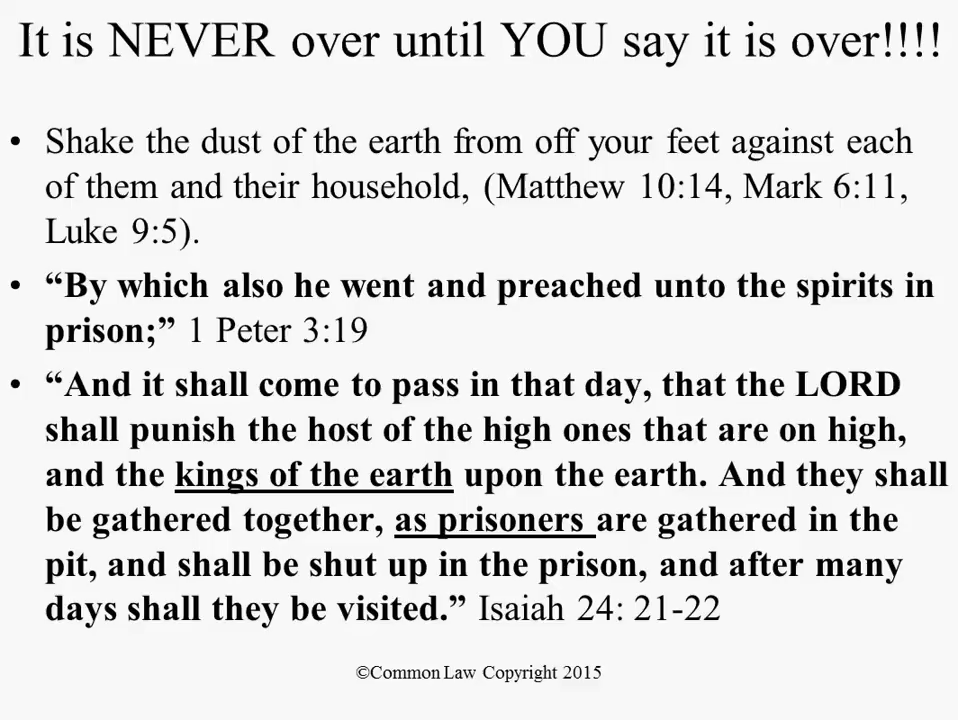 It is NEVER over until YOU say it is over!!!!
• Shake the dust of the earth from off your feet against each
of them and their household, (Matthew 10:14, Mark 6:11,
Luke 9:5).
• “By which also he went and preached unto the spirits in
prison;” 1 Peter 3:19
• “And it shall come to pass in that day, that the LORD
shall punish the host of the high ones that are on high,
and the kings of the earth upon the earth. And they shall
be gathered together, as prisoners are gathered in the
pit, and shall be shut up in the prison, and after many
days shall they be visited.” Isaiah 24: 21-22
©Common Law Copyright 2015